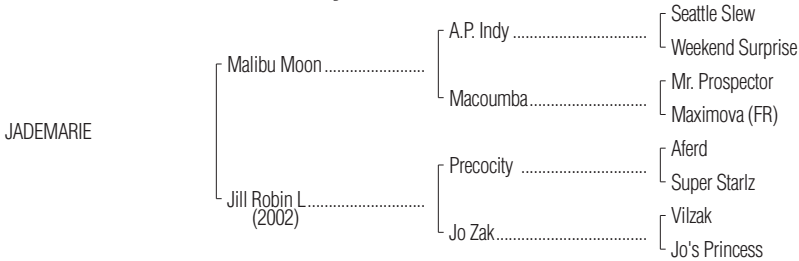 Seattle Slew
A.P. Indy
Weekend Surprise
Malibu Moon
Mr. Prospector
Macoumba
Maximova (FR)
JADEMARIE
Aferd
Precocity
Super Starlz
Jill Robin L
(2002)
Vilzak
Jo Zak
Jo's Princess